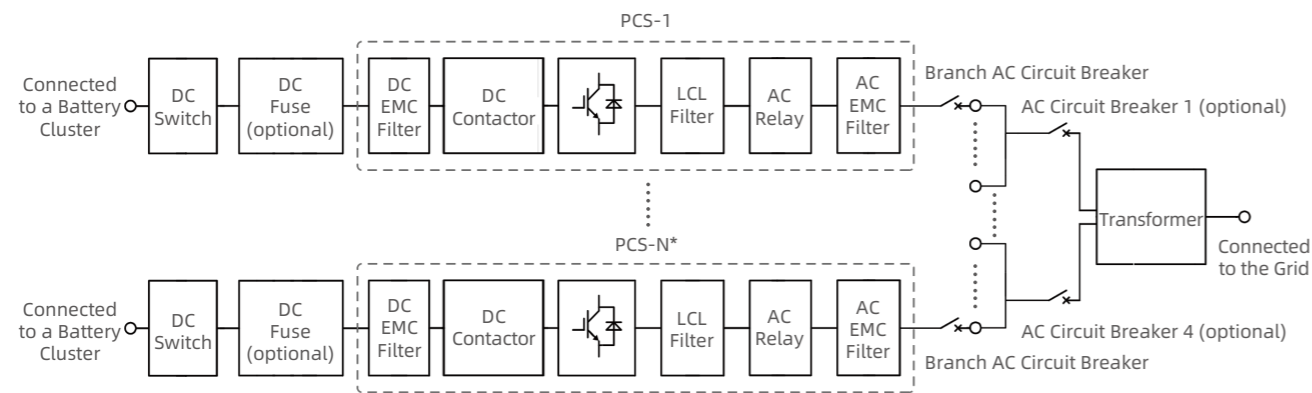 PCS-1
Connected
to a Battery
Cluster
DC
Switch
DC
Fuse
(optional)
DC
EMC
Filter
DC
Contactor
LCL
Filter
AC
Relay
AC
EMC
Filter
Branch AC Circuit Breaker
AC Circuit Breaker 1 (optional)
Transformer
Connected
to the Grid
PCS-N*
Connected
to a Battery
Cluster
DC
Switch
DC
Fuse
(optional)
DC
EMC
Filter
DC
Contactor
LCL
Filter
AC
Relay
AC
EMC
Filter
AC Circuit Breaker 4 (optional)
Branch AC Circuit Breaker